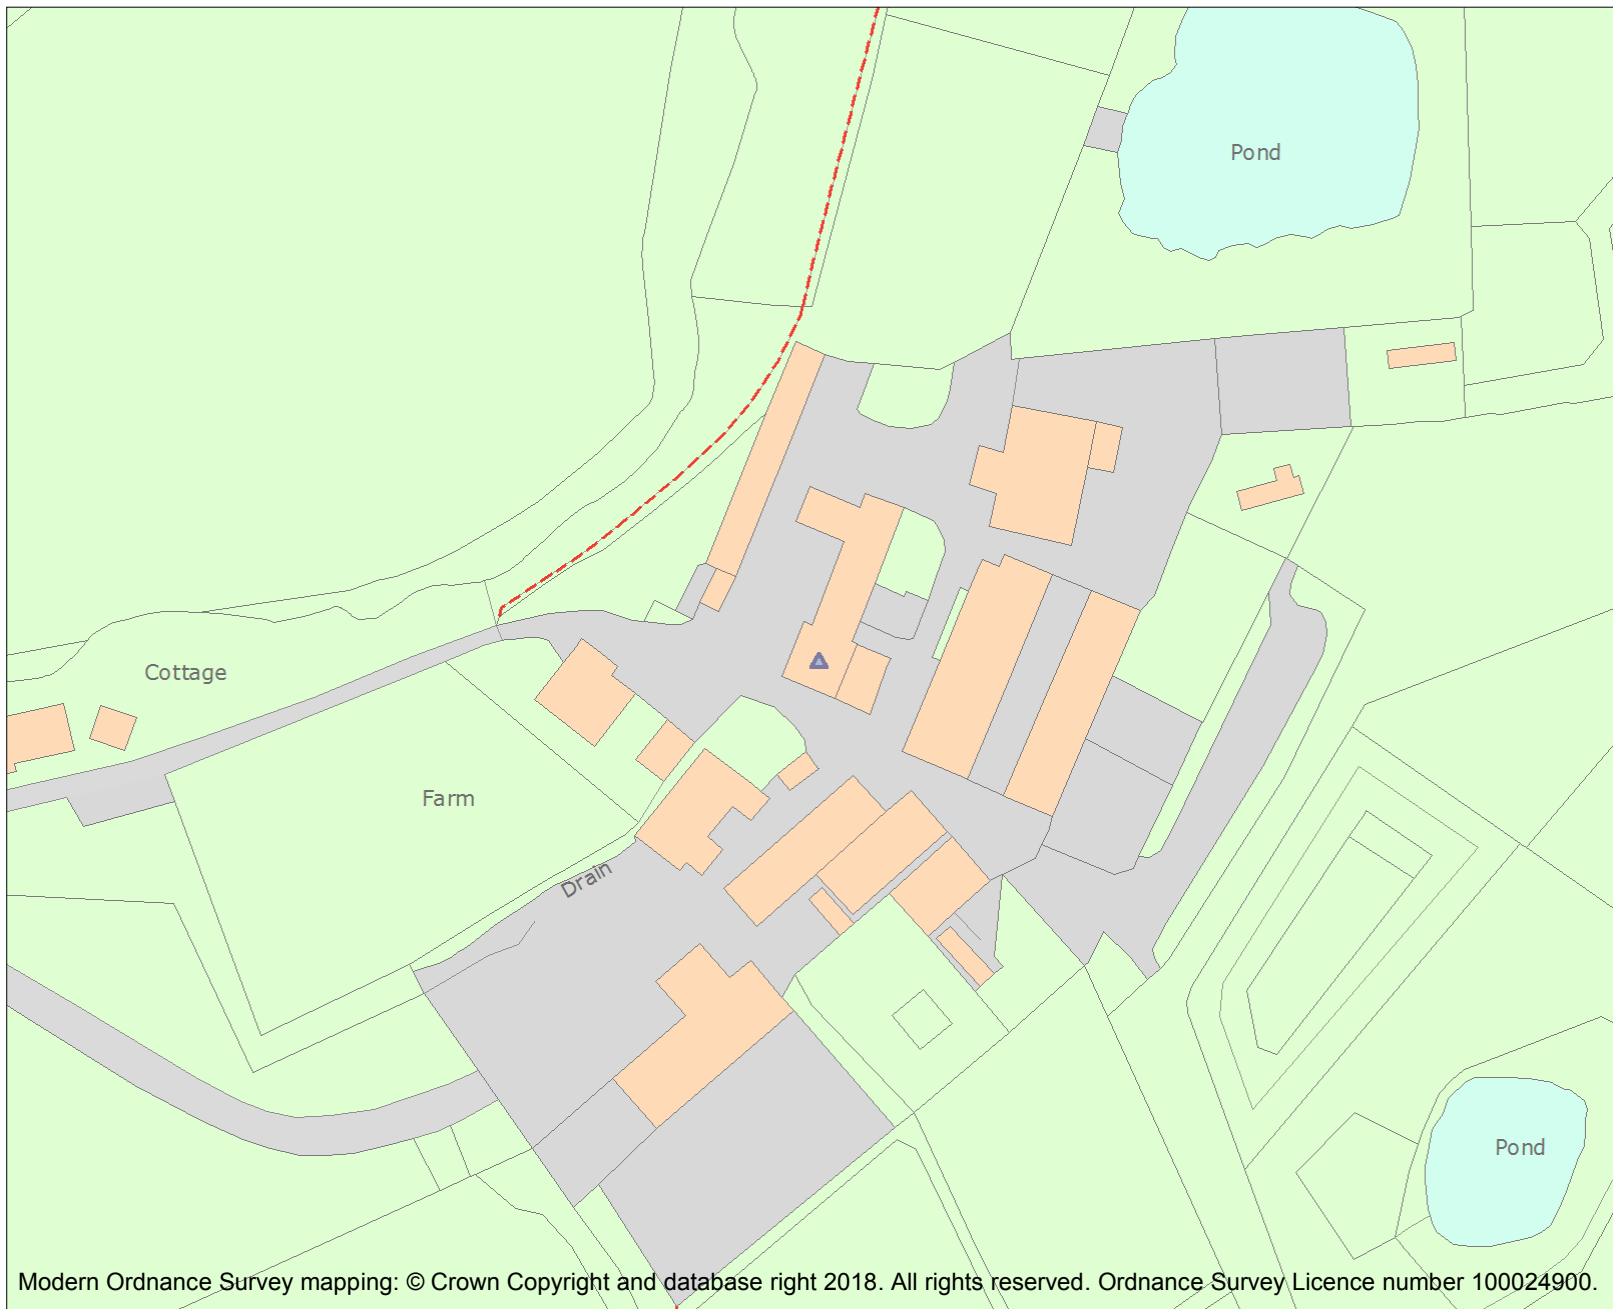 Pond
Cottage
Farm
Drain
Pond
Modern Ordnance Survey mapping: © Crown Copyright and database right 2018. All rights reserved. Ordnance Survey Licence number 100024900.